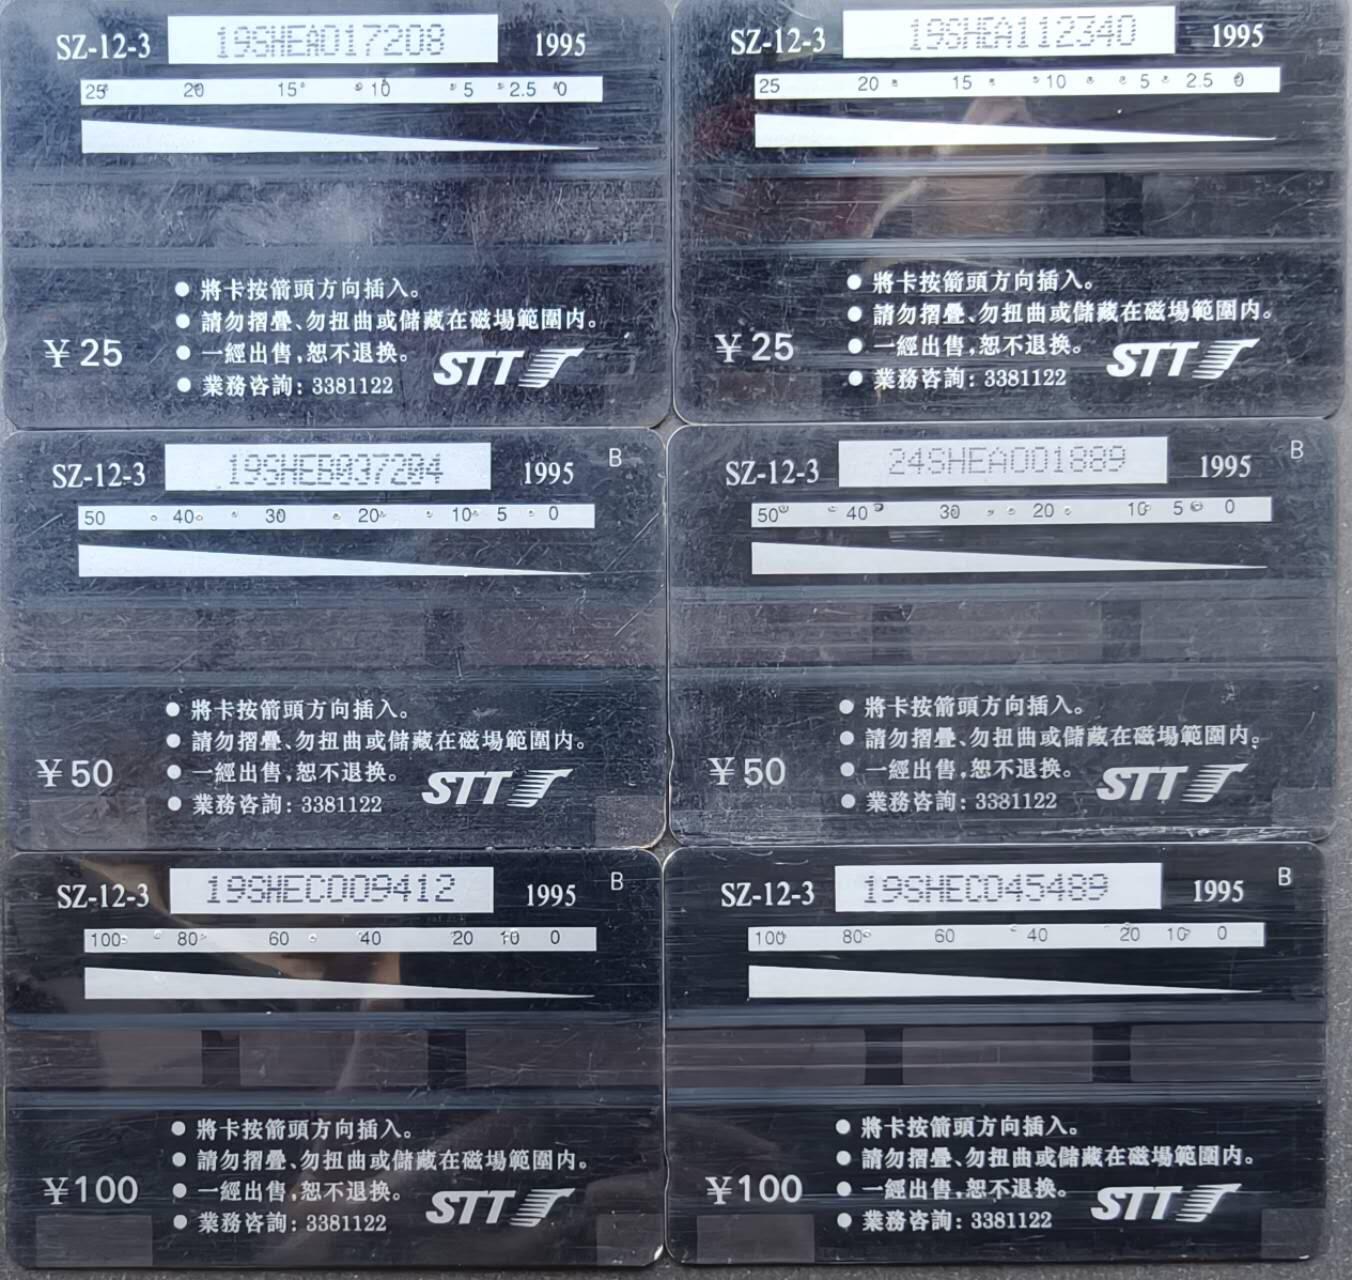 SZ-12-3 19SHEA017208 1995
25 20 15 10 5 2.5 0
● 將卡按箭頭方向插入。
● 請勿摺疊、勿扭曲或儲藏在磁場範圍内。
● 一經出售,恕不退换。
● 業務咨詢: 3381122
¥25
STT
SZ-12-3 19SHEA112340 1995
25 20 15 10 5 2.5 0
● 將卡按箭頭方向插入。
● 請勿摺疊、勿扭曲或儲藏在磁場範圍内。
● 一經出售,恕不退换。
● 業務咨詢: 3381122
¥25
STT
SZ-12-3 19SHEB037204 1995 B
50 40 30 20 10 5 0
● 將卡按箭頭方向插入。
● 請勿摺疊、勿扭曲或儲藏在磁場範圍内。
● 一經出售,恕不退换。
● 業務咨詢: 3381122
¥50
STT
SZ-12-3 24SHEA001889 1995 B
50 40 30 20 10 5 0
● 將卡按箭頭方向插入。
● 請勿摺疊、勿扭曲或儲藏在磁場範圍内。
● 一經出售,恕不退换。
● 業務咨詢: 3381122
¥50
STT
SZ-12-3 19SHEC009412 1995 B
100 80 60 40 20 10 0
● 將卡按箭頭方向插入。
● 請勿摺疊、勿扭曲或儲藏在磁場範圍内。
● 一經出售,恕不退换。
● 業務咨詢: 3381122
¥100
STT
SZ-12-3 19SHEC045489 1995 B
100 80 60 40 20 10 0
● 將卡按箭頭方向插入。
● 請勿摺疊、勿扭曲或儲藏在磁場範圍内。
● 一經出售,恕不退换。
● 業務咨詢: 3381122
¥100
STT